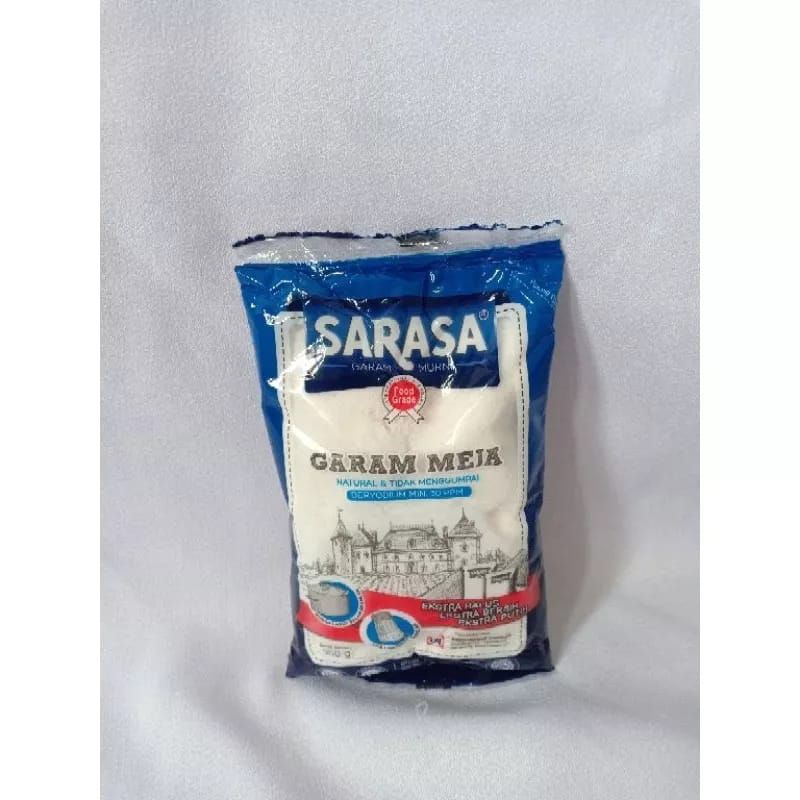 SARASA®
GARAM MURNI
Food
Grade
GARAM MEJA
NATURAL & TIDAK MENGGUMPAL
BERYODIUM MIN. 30 PPM
EKSTRA HALUS
EKSTRA BERSIH
EKSTRA PUTIH
g